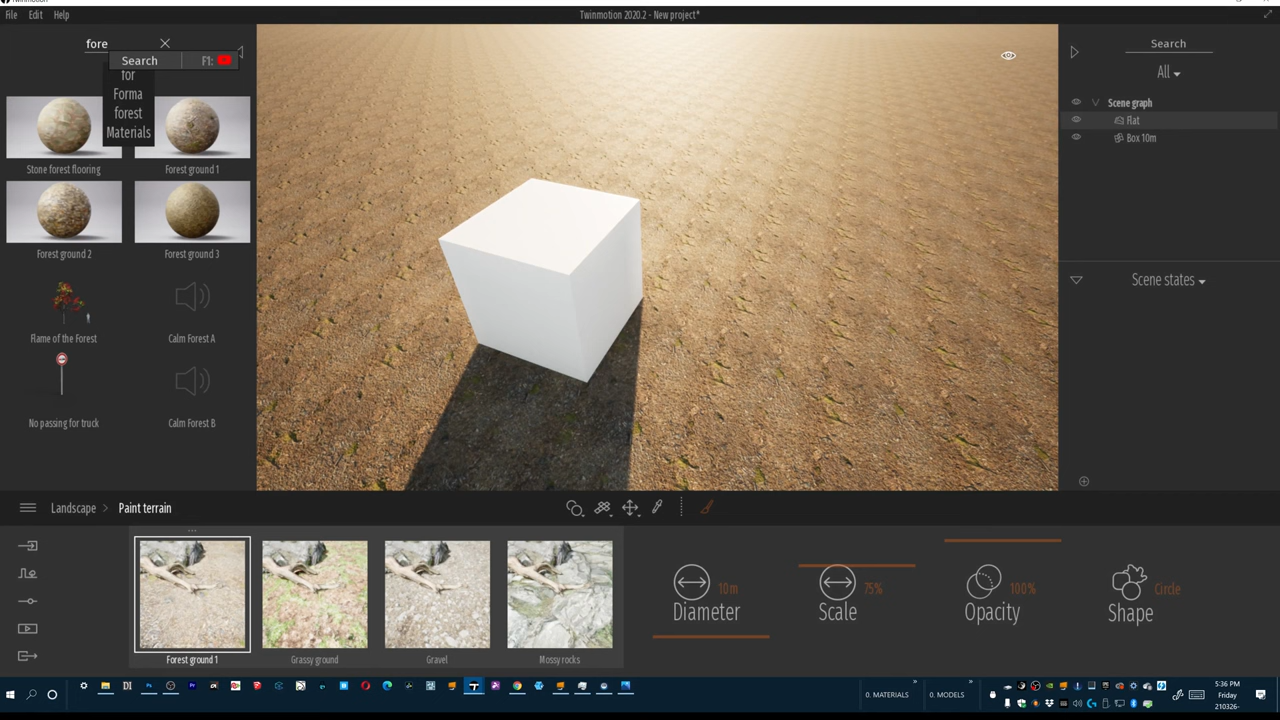 Twinmotion
File Edit Help
Twinmotion 2020.2 - New project*
fore
Search F1:
for
Forma
forest
Materials
Stone forest flooring
Forest ground 1
Forest ground 2
Forest ground 3
Flame of the Forest
Calm Forest A
No passing for truck
Calm Forest B
Search
All
Scene graph
Flat
Box 10m
Scene states
Landscape > Paint terrain
Forest ground 1
Grassy ground
Gravel
Mossy rocks
10m
Diameter
75%
Scale
100%
Opacity
Circle
Shape
0. MATERIALS
0. MODELS
5:36 PM
Friday
210326-